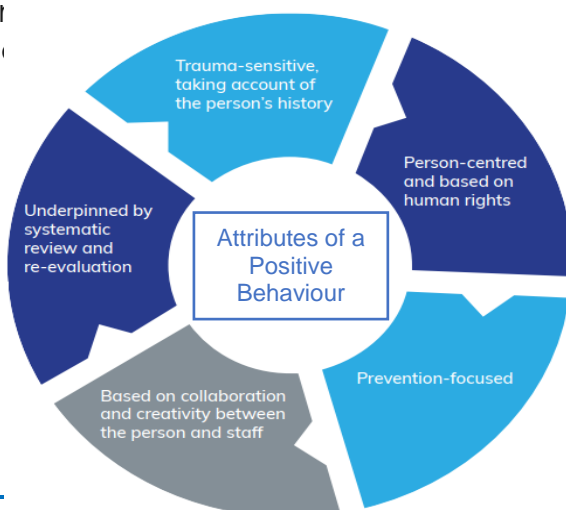 Trauma-sensitive,
taking account of
the person's history
Person-centred
and based on
human rights
Underpinned by
systematic
review and
re-evaluation
Attributes of a
Positive
Behaviour
Prevention-focused
Based on collaboration
and creativity between
the person and staff